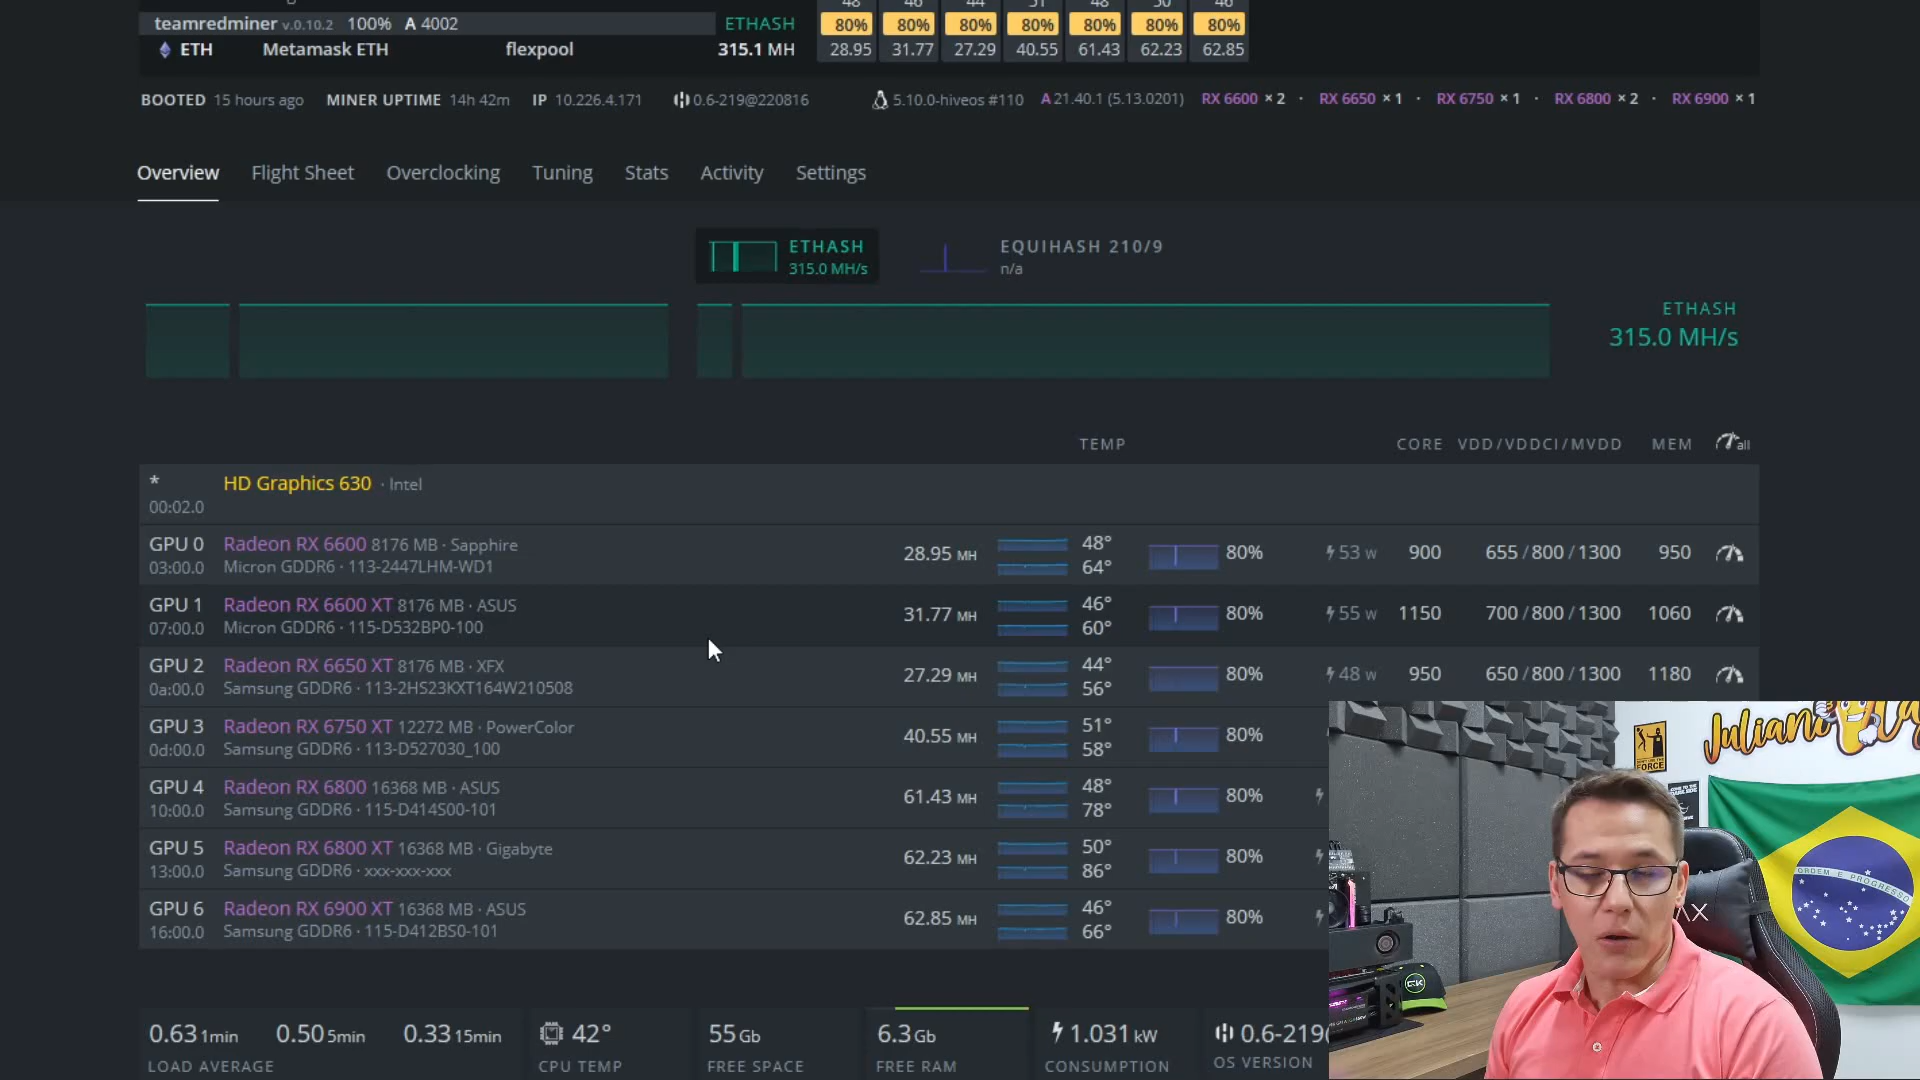 48 46 44 51 48 50 46
teamredminer v.0.10.2 100% A 4002 ETHASH 80% 80% 80% 80% 80% 80% 80%
ETH Metamask ETH flexpool 315.1 MH 28.95 31.77 27.29 40.55 61.43 62.23 62.85
BOOTED 15 hours ago MINER UPTIME 14h 42m IP 10.226.4.171 0.6-219@220816 5.10.0-hiveos #110 A 21.40.1 (5.13.0201) RX 6600 × 2 · RX 6650 × 1 · RX 6750 × 1 · RX 6800 × 2 · RX 6900 × 1
Overview Flight Sheet Overclocking Tuning Stats Activity Settings
ETHASH
315.0 MH/s
EQUIHASH 210/9
n/a
ETHASH
315.0 MH/s
TEMP CORE VDD/VDDCI/MVDD MEM all
* HD Graphics 630 · Intel
00:02.0
GPU 0 Radeon RX 6600 8176 MB · Sapphire 28.95 MH 48° 80% 53 W 900 655 / 800 / 1300 950
03:00.0 Micron GDDR6 · 113-2447LHM-WD1 64°
GPU 1 Radeon RX 6600 XT 8176 MB · ASUS 31.77 MH 46° 80% 55 W 1150 700 / 800 / 1300 1060
07:00.0 Micron GDDR6 · 115-D532BP0-100 60°
GPU 2 Radeon RX 6650 XT 8176 MB · XFX 27.29 MH 44° 80% 48 W 950 650 / 800 / 1300 1180
0a:00.0 Samsung GDDR6 · 113-2HS23KXT164W210508 56°
GPU 3 Radeon RX 6750 XT 12272 MB · PowerColor 40.55 MH 51° 80%
0d:00.0 Samsung GDDR6 · 113-D527030_100 58°
GPU 4 Radeon RX 6800 16368 MB · ASUS 61.43 MH 48° 80%
10:00.0 Samsung GDDR6 · 115-D414S00-101 78°
GPU 5 Radeon RX 6800 XT 16368 MB · Gigabyte 62.23 MH 50° 80%
13:00.0 Samsung GDDR6 · xxx-xxx-xxx 86°
GPU 6 Radeon RX 6900 XT 16368 MB · ASUS 62.85 MH 46° 80%
16:00.0 Samsung GDDR6 · 115-D412BS0-101 66°
0.63 1min 0.50 5min 0.33 15min 42° 55 Gb 6.3 Gb 1.031 kW 0.6-219
LOAD AVERAGE CPU TEMP FREE SPACE FREE RAM CONSUMPTION OS VERSION
Juliano
FORCE
ORDEM E PROGRESSO